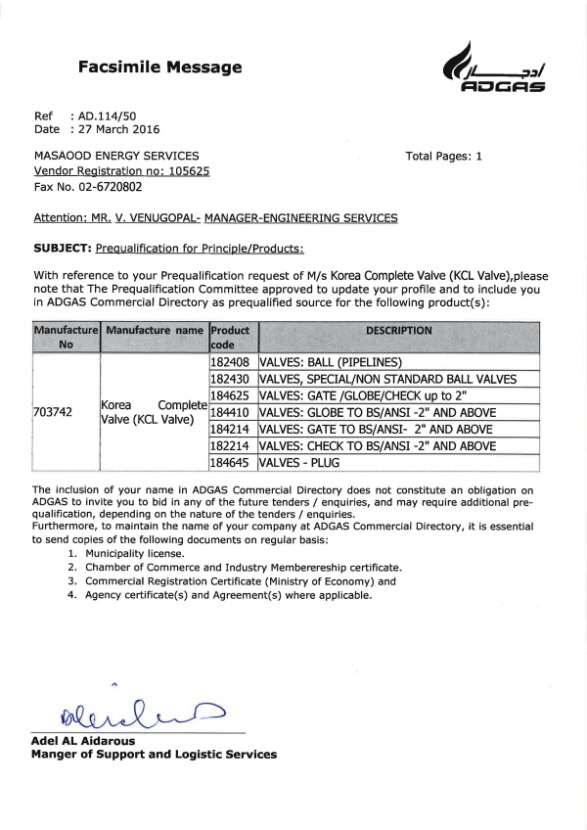 Facsimile Message
ادجـــاز
ADGAS
Ref : AD.114/50
Date : 27 March 2016
MASAOOD ENERGY SERVICES Total Pages: 1
Vendor Registration no: 105625
Fax No. 02-6720802
Attention: MR. V. VENUGOPAL- MANAGER-ENGINEERING SERVICES
SUBJECT: Prequalification for Principle/Products:
With reference to your Prequalification request of M/s Korea Complete Valve (KCL Valve),please
note that The Prequalification Committee approved to update your profile and to include you
in ADGAS Commercial Directory as prequalified source for the following product(s):
Manufacture No Manufacture name Product code DESCRIPTION
703742 Korea Complete Valve (KCL Valve)
182408 VALVES: BALL (PIPELINES)
182430 VALVES, SPECIAL/NON STANDARD BALL VALVES
184625 VALVES: GATE /GLOBE/CHECK up to 2"
184410 VALVES: GLOBE TO BS/ANSI -2" AND ABOVE
184214 VALVES: GATE TO BS/ANSI- 2" AND ABOVE
182214 VALVES: CHECK TO BS/ANSI -2" AND ABOVE
184645 VALVES - PLUG
The inclusion of your name in ADGAS Commercial Directory does not constitute an obligation on
ADGAS to invite you to bid in any of the future tenders / enquiries, and may require additional pre-
qualification, depending on the nature of the tenders / enquiries.
Furthermore, to maintain the name of your company at ADGAS Commercial Directory, it is essential
to send copies of the following documents on regular basis:
1. Municipality license.
2. Chamber of Commerce and Industry Memberership certificate.
3. Commercial Registration Certificate (Ministry of Economy) and
4. Agency certificate(s) and Agreement(s) where applicable.
Adel AL Aidarous
Manger of Support and Logistic Services